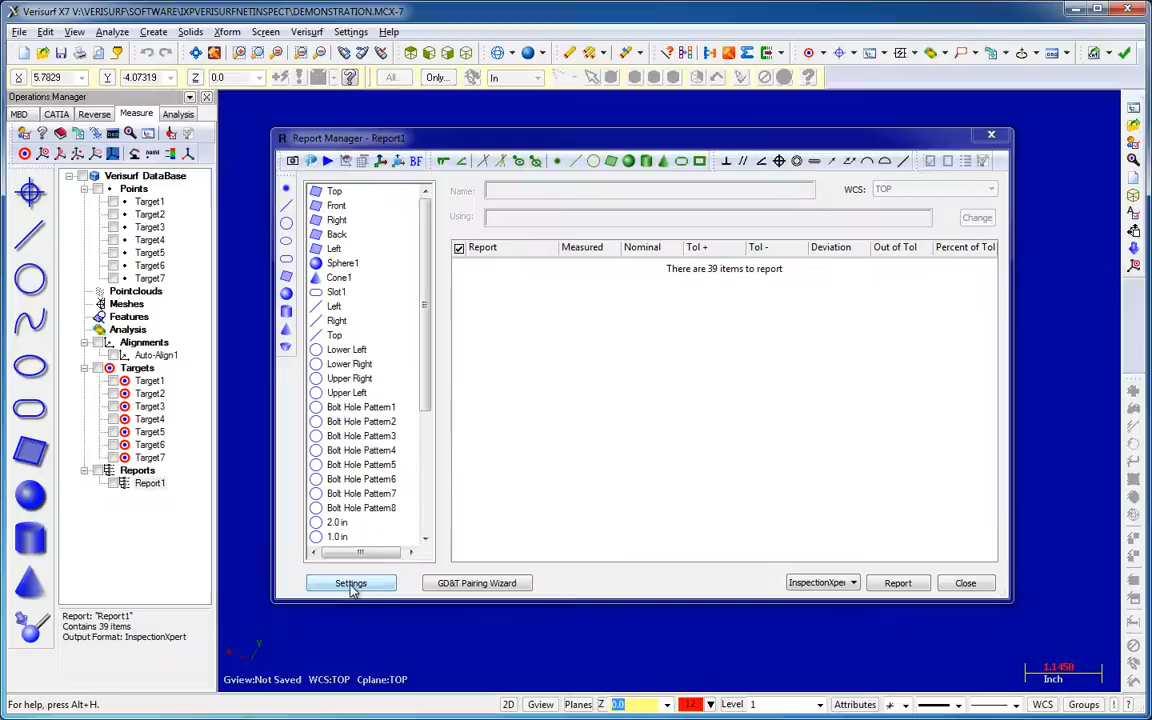 Verisurf X7 V:\VERISURF\SOFTWARE\IXPVERISURFNETINSPECT\DEMONSTRATION.MCX-7
File Edit View Analyze Create Solids Xform Screen Verisurf Settings Help
X 5.7829 Y -4.07319 Z 0.0 All... Only... In
Operations Manager
MBD CATIA Reverse Measure Analysis
Verisurf DataBase
Points
Target1
Target2
Target3
Target4
Target5
Target6
Target7
Pointclouds
Meshes
Features
Analysis
Alignments
Auto-Align1
Targets
Target1
Target2
Target3
Target4
Target5
Target6
Target7
Reports
Report1
Report: "Report1"
Contains 39 items
Output Format: InspectionXpert
Report Manager - Report1
BF
Top
Front
Right
Back
Left
Sphere1
Cone1
Slot1
Left
Right
Top
Lower Left
Lower Right
Upper Right
Upper Left
Bolt Hole Pattern1
Bolt Hole Pattern2
Bolt Hole Pattern3
Bolt Hole Pattern4
Bolt Hole Pattern5
Bolt Hole Pattern6
Bolt Hole Pattern7
Bolt Hole Pattern8
2.0 in
1.0 in
Name: WCS: TOP
Using: Change
Report Measured Nominal Tol + Tol - Deviation Out of Tol Percent of Tol
There are 39 items to report
Settings GD&T Pairing Wizard InspectionXper Report Close
Y
Gview:Not Saved WCS:TOP Cplane:TOP
1.1458
Inch
For help, press Alt+H. 2D Gview Planes Z 0.0 12 Level 1 Attributes WCS Groups ! ?